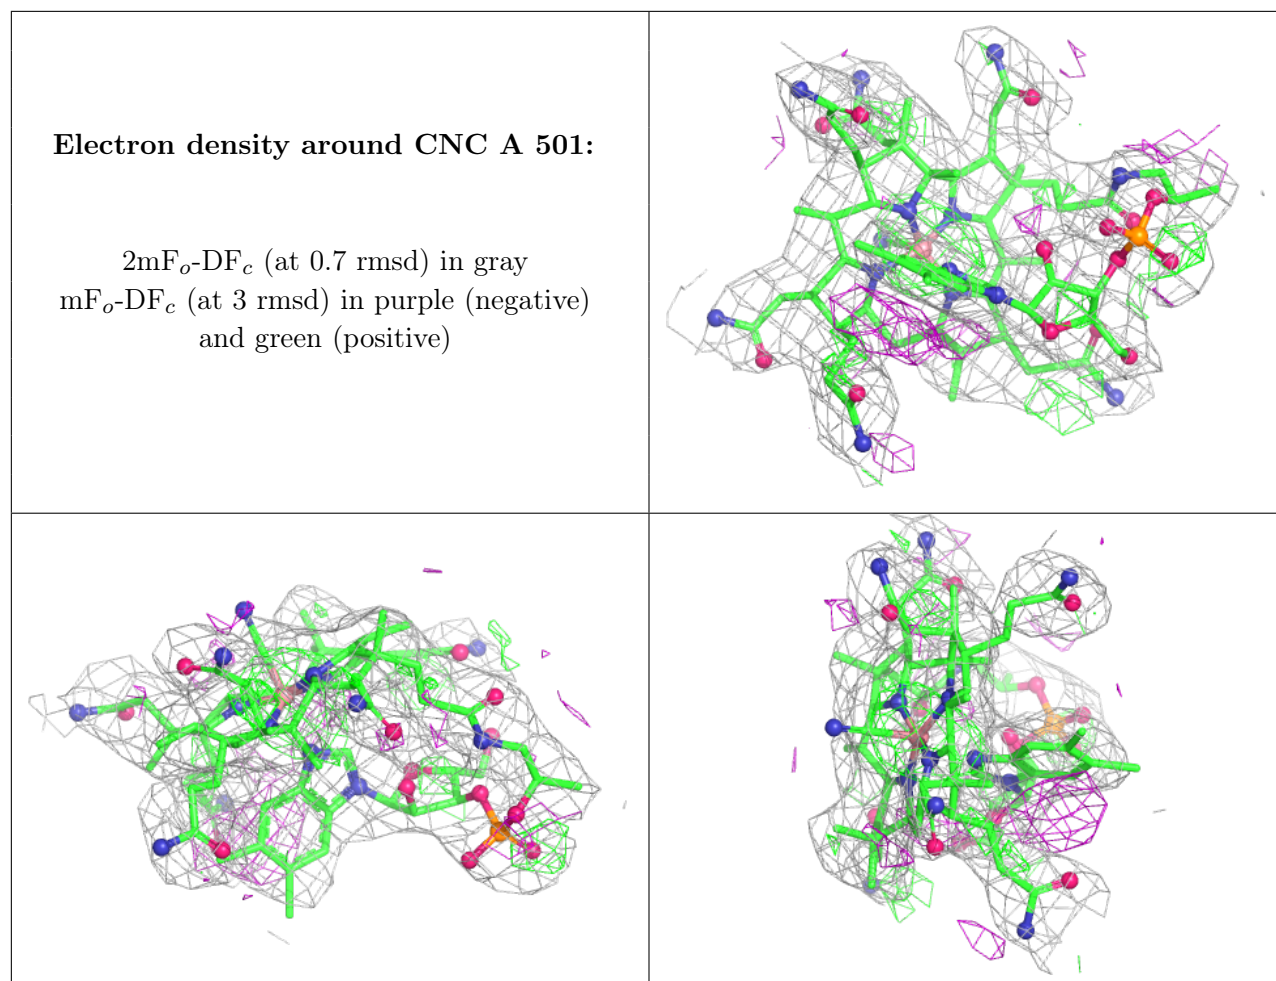 Electron density around CNC A 501:
2mFo-DFc (at 0.7 rmsd) in gray
mFo-DFc (at 3 rmsd) in purple (negative)
and green (positive)